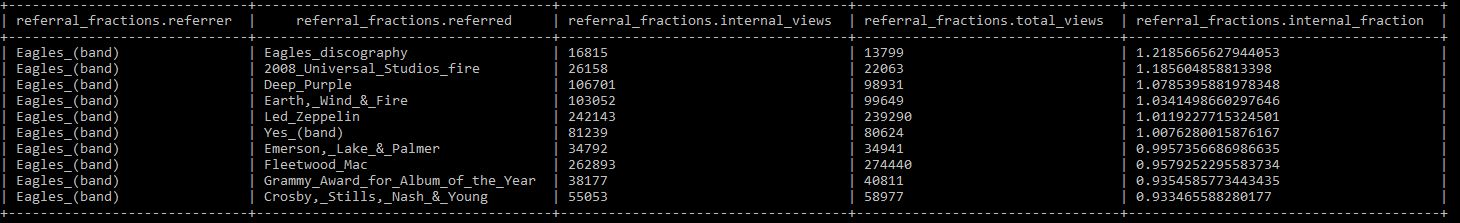 referral_fractions.referrer | referral_fractions.referred | referral_fractions.internal_views | referral_fractions.total_views | referral_fractions.internal_fraction |
| Eagles_(band) | Eagles_discography | 16815 | 13799 | 1.2185665627944053 |
| Eagles_(band) | 2008_Universal_Studios_fire | 26158 | 22063 | 1.185604858813398 |
| Eagles_(band) | Deep_Purple | 106701 | 98931 | 1.0785395881978348 |
| Eagles_(band) | Earth,_Wind_&_Fire | 103052 | 99649 | 1.0341498660297646 |
| Eagles_(band) | Led_Zeppelin | 242143 | 239290 | 1.0119227715324501 |
| Eagles_(band) | Yes_(band) | 81239 | 80624 | 1.0076280015876167 |
| Eagles_(band) | Emerson,_Lake_&_Palmer | 34792 | 34941 | 0.9957356686986635 |
| Eagles_(band) | Fleetwood_Mac | 262893 | 274440 | 0.9579252295583734 |
| Eagles_(band) | Grammy_Award_for_Album_of_the_Year | 38177 | 40811 | 0.9354585773443435 |
| Eagles_(band) | Crosby,_Stills,_Nash_&_Young | 55053 | 58977 | 0.933465588280177 |